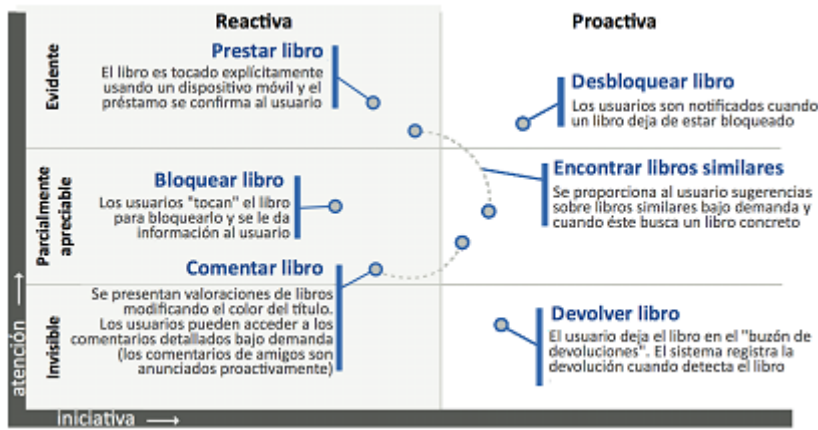 Reactiva
Proactiva
Evidente
Prestar libro
El libro es tocado explícitamente
usando un dispositivo móvil y el
préstamo se confirma al usuario
Desbloquear libro
Los usuarios son notificados cuando
un libro deja de estar bloqueado
Parcialmente
apreciable
Bloquear libro
Los usuarios "tocan" el libro
para bloquearlo y se le da
información al usuario
Encontrar libros similares
Se proporciona al usuario sugerencias
sobre libros similares bajo demanda y
cuando éste busca un libro concreto
Invisible
Comentar libro
Se presentan valoraciones de libros
modificando el color del título.
Los usuarios pueden acceder a los
comentarios detallados bajo demanda
(los comentarios de amigos son
anunciados proactivamente)
Devolver libro
El usuario deja el libro en el "buzón de
devoluciones". El sistema registra la
devolución cuando detecta el libro
atención
iniciativa